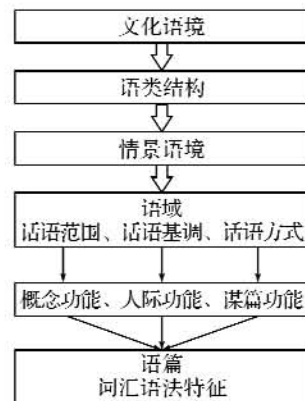 文化语境
语类结构
情景语境
语域
话语范围、话语基调、话语方式
概念功能、人际功能、谋篇功能
语篇
词汇语法特征